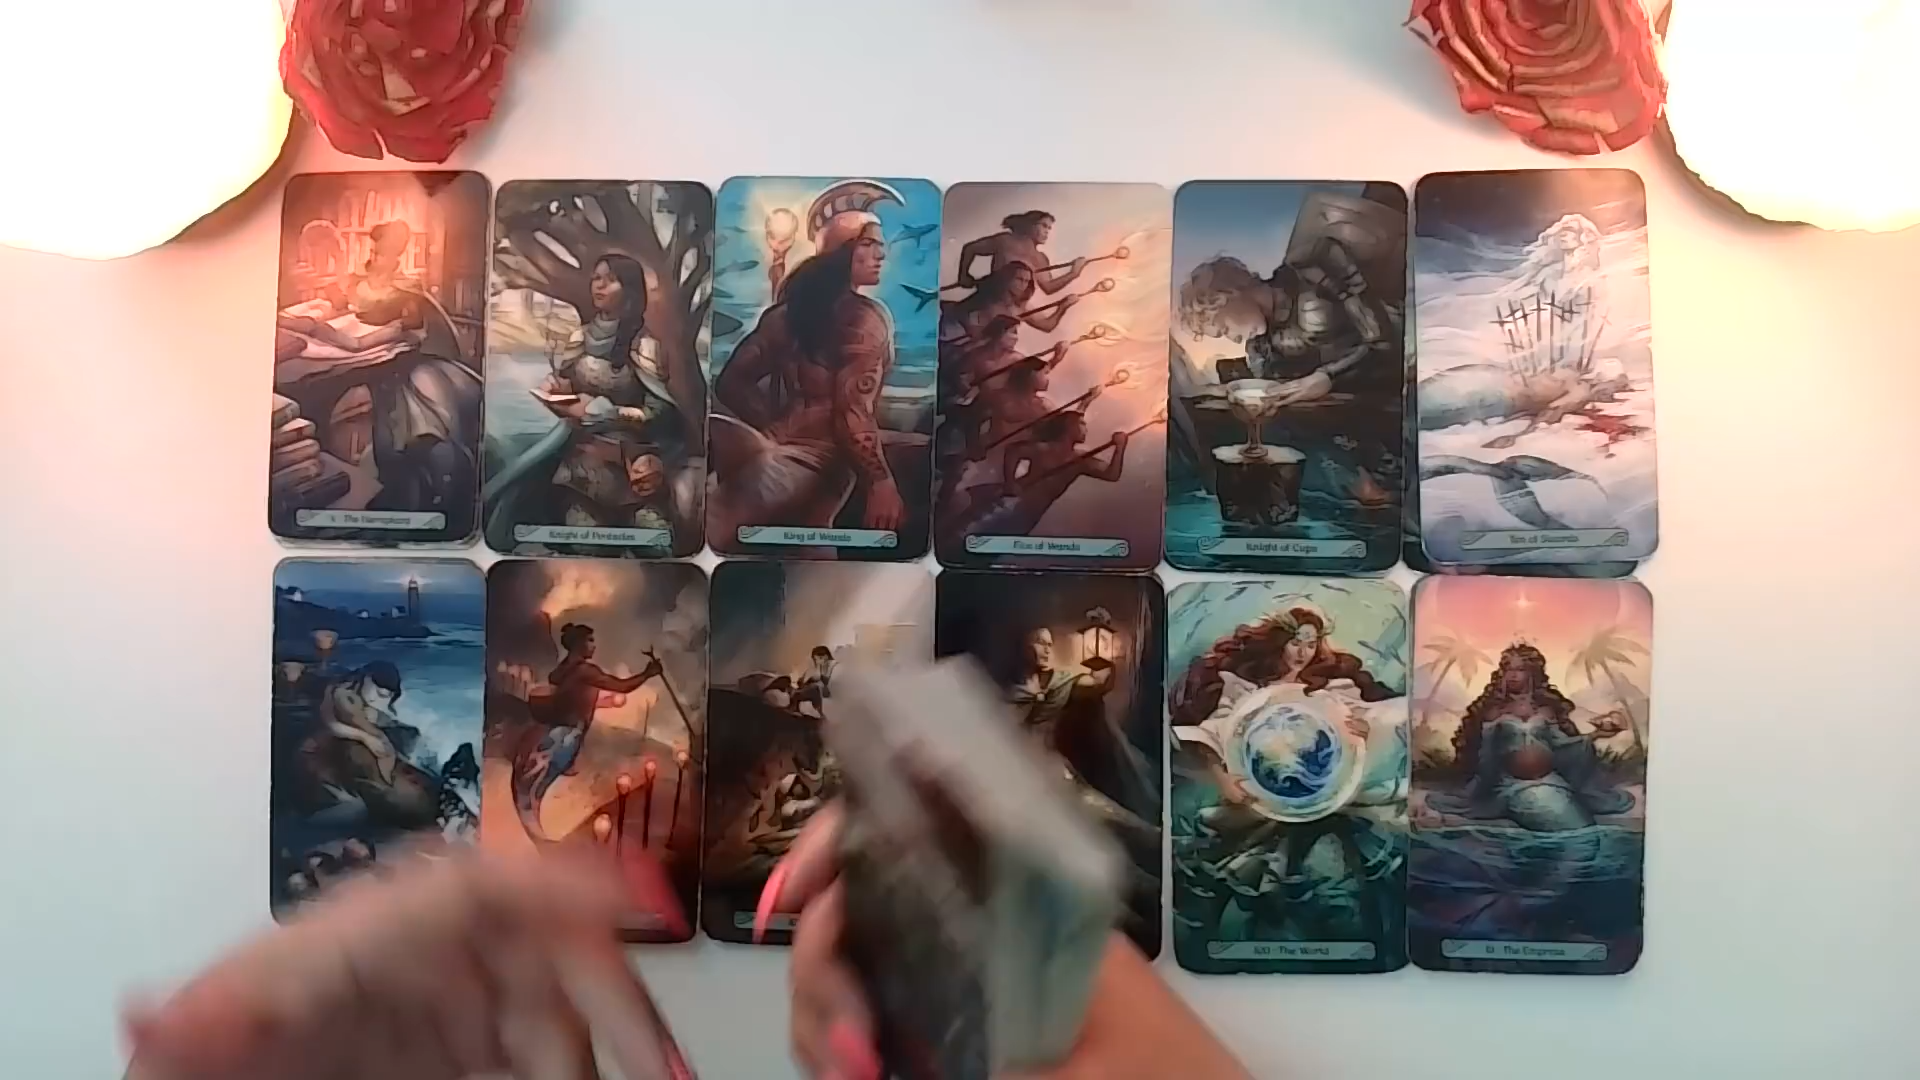 V · The Hierophant
Knight of Pentacles
King of Wands
Five of Wands
Knight of Cups
Ten of Swords
XXI · The World
III · The Empress